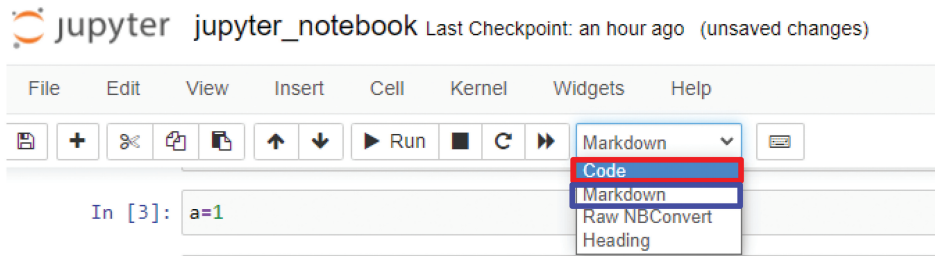 jupyter jupyter_notebook Last Checkpoint: an hour ago (unsaved changes)
File Edit View Insert Cell Kernel Widgets Help
Run Markdown
Code
Markdown
Raw NBConvert
Heading
In [3]: a=1